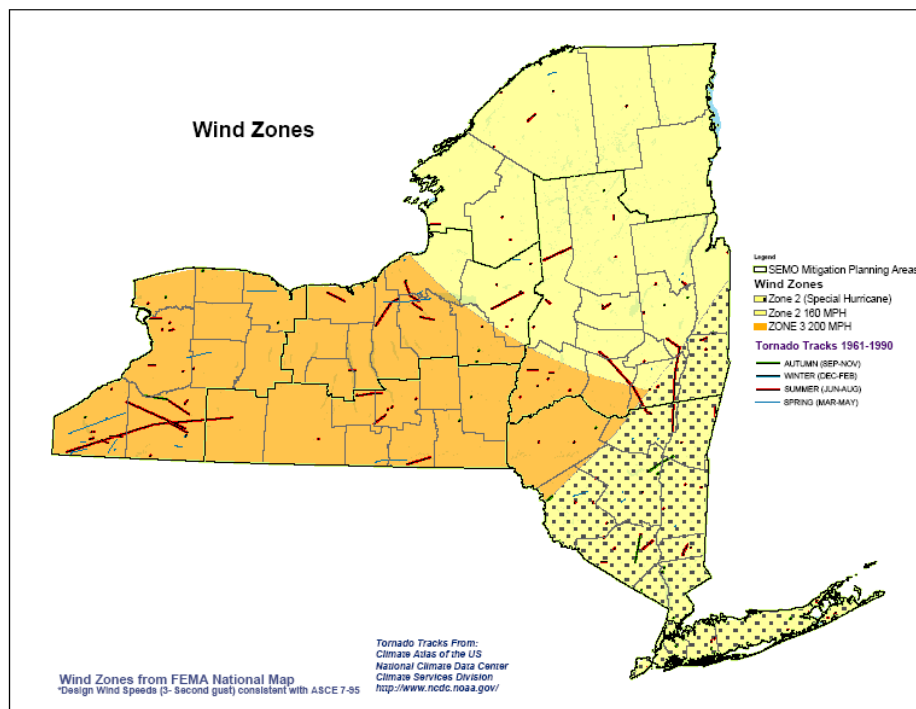 Wind Zones
Legend
SEMO Mitigation Planning Areas
Wind Zones
Zone 2 (Special Hurricane)
Zone 2 160 MPH
ZONE 3 200 MPH
Tornado Tracks 1961-1990
AUTUMN (SEP-NOV)
WINTER (DEC-FEB)
SUMMER (JUN-AUG)
SPRING (MAR-MAY)
Tornado Tracks From:
Climate Atlas of the US
National Climate Data Center
Climate Services Division
http://www.ncdc.noaa.gov/
Wind Zones from FEMA National Map
*Design Wind Speeds (3- Second gust) consistent with ASCE 7-95